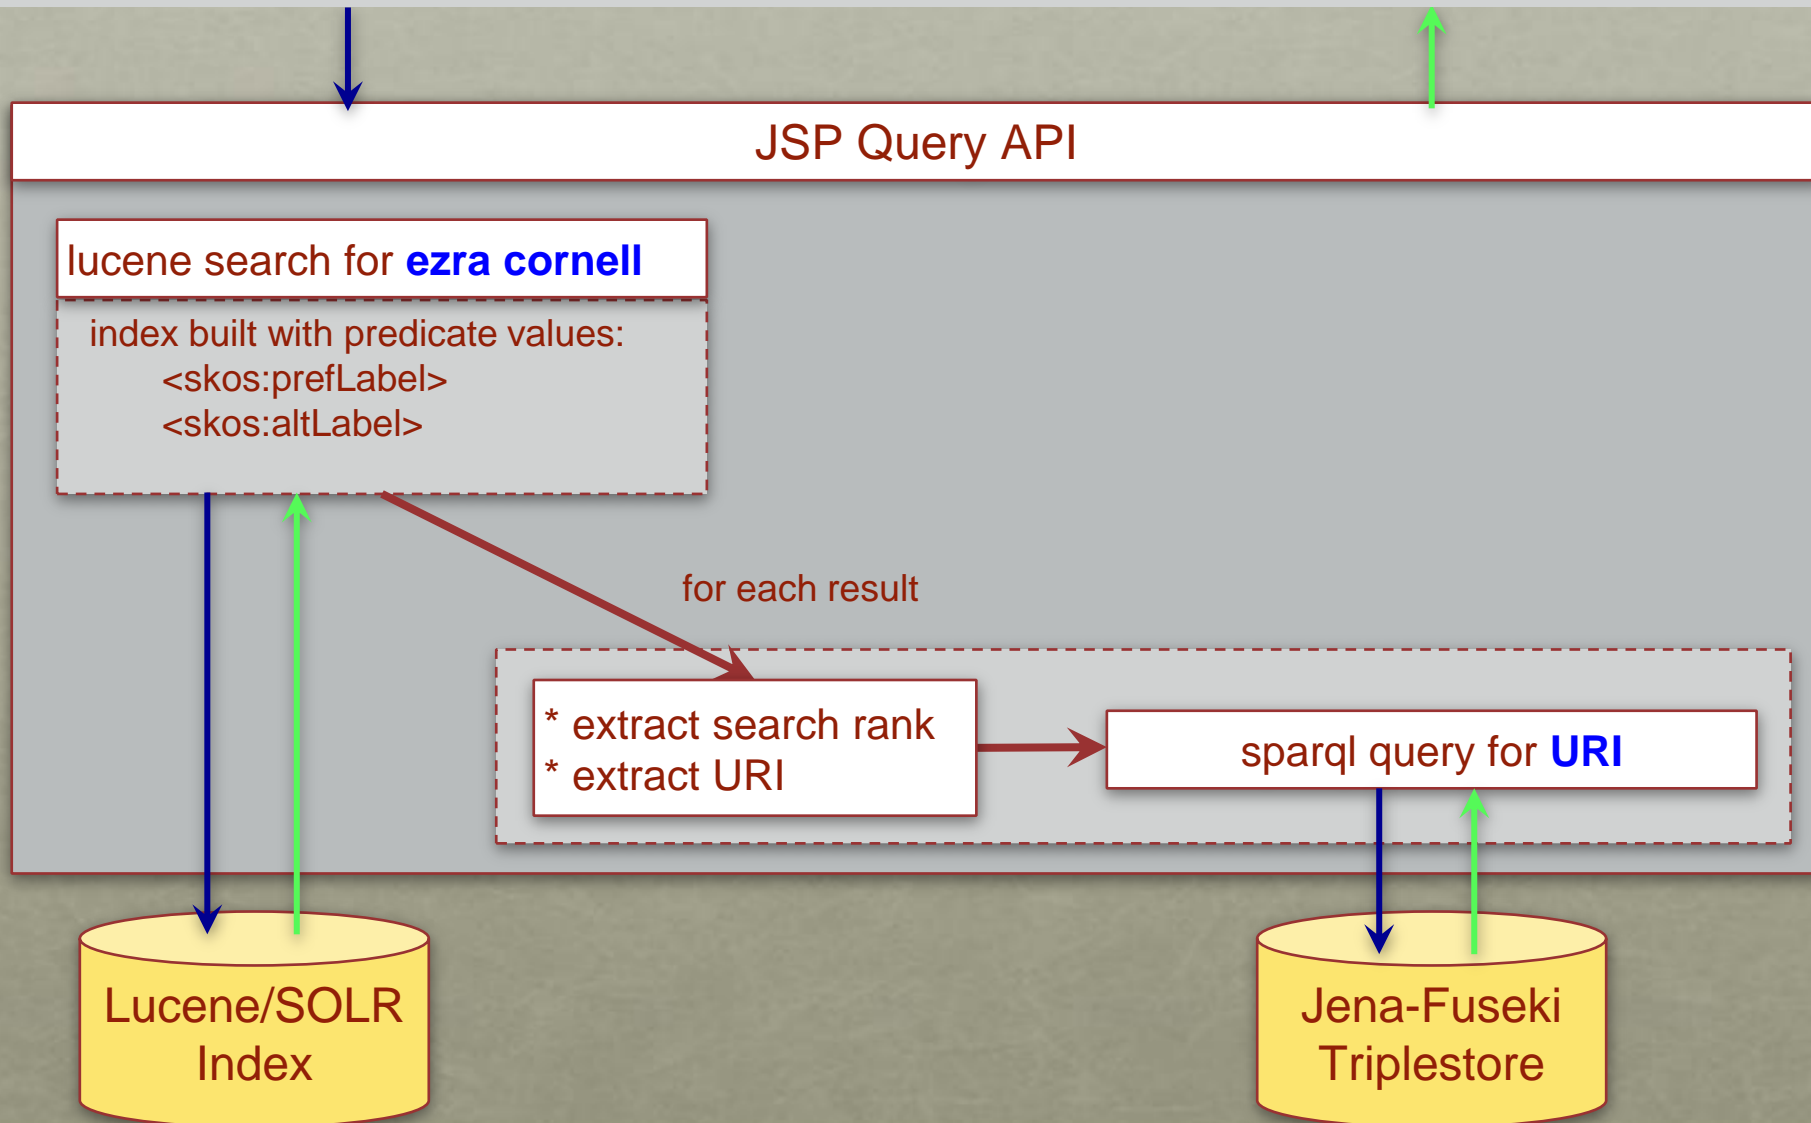 JSP Query API
lucene search for ezra cornell
index built with predicate values:
<skos:prefLabel>
<skos:altLabel>
for each result
* extract search rank
* extract URI
sparql query for URI
Lucene/SOLR
Index
Jena-Fuseki
Triplestore